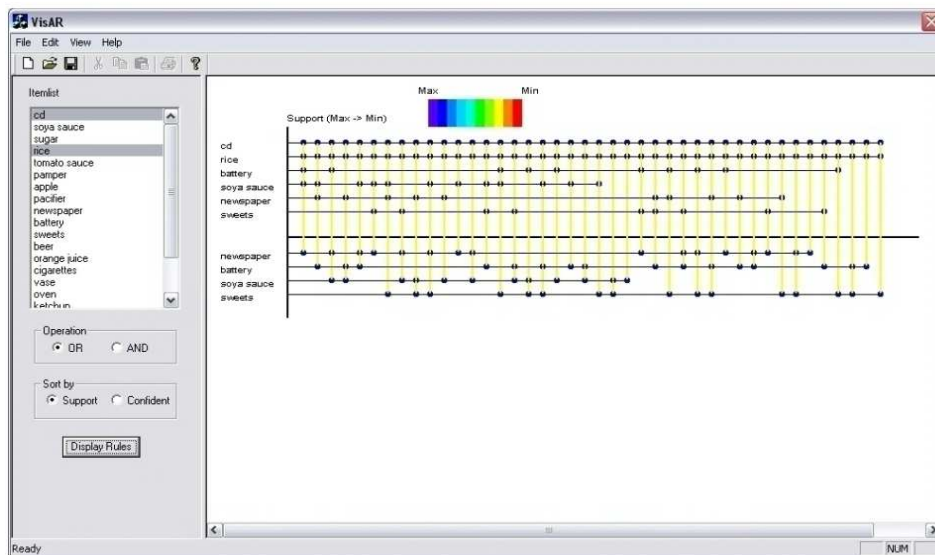 VisAR
File Edit View Help
Itemlist
cd
soya sauce
sugar
rice
tomato sauce
pamper
apple
pacifier
newspaper
battery
sweets
beer
orange juice
cigarettes
vase
oven
ketchup
Operation
OR AND
Sort by
Support Confident
Display Rules
Max Min
Support (Max -> Min)
cd
rice
battery
soya sauce
newspaper
sweets
newspaper
battery
soya sauce
sweets
Ready NUM